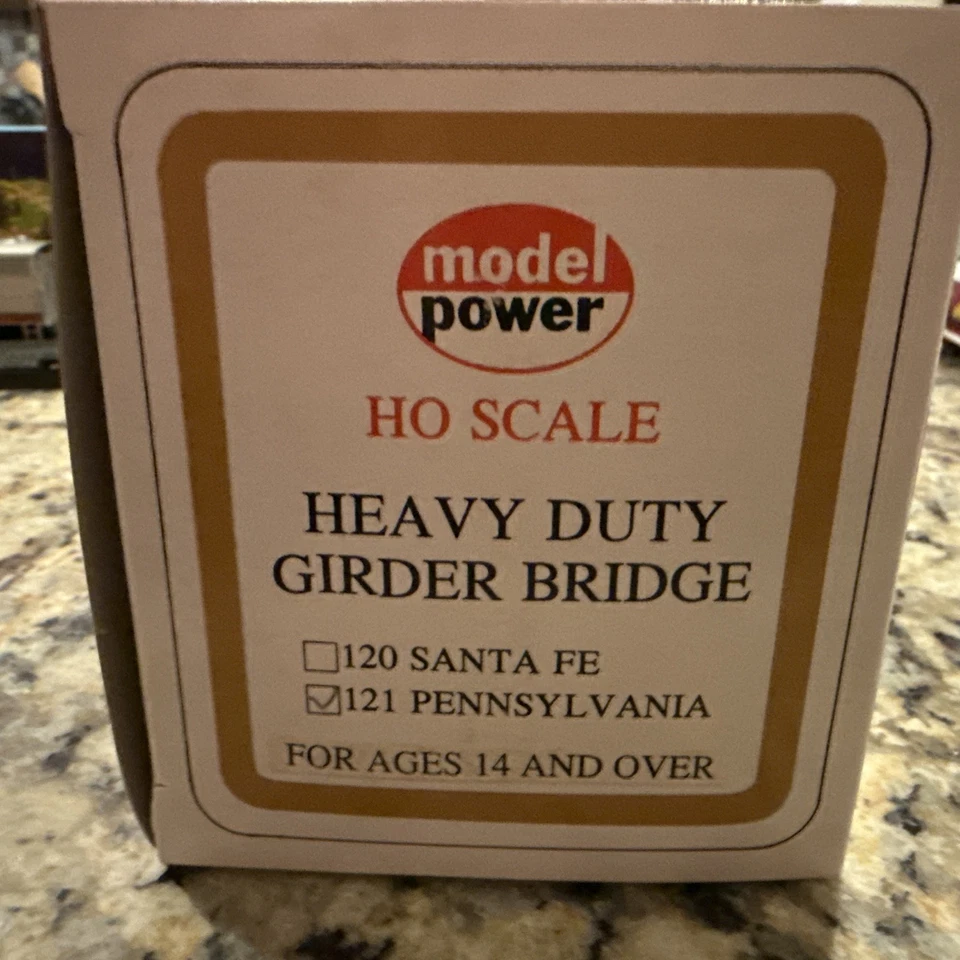 model
power
HO SCALE
HEAVY DUTY
GIRDER BRIDGE
120 SANTA FE
121 PENNSYLVANIA
FOR AGES 14 AND OVER